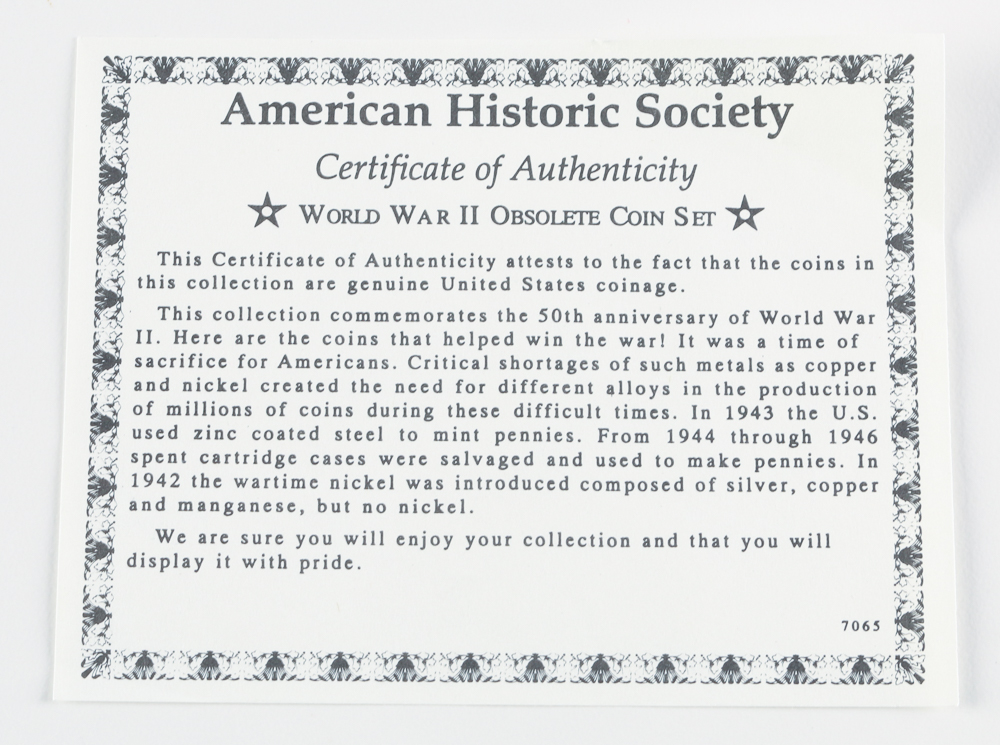 American Historic Society
Certificate of Authenticity
World War II Obsolete Coin Set
This Certificate of Authenticity attests to the fact that the coins in
this collection are genuine United States coinage.
This collection commemorates the 50th anniversary of World War
II. Here are the coins that helped win the war! It was a time of
sacrifice for Americans. Critical shortages of such metals as copper
and nickel created the need for different alloys in the production
of millions of coins during these difficult times. In 1943 the U.S.
used zinc coated steel to mint pennies. From 1944 through 1946
spent cartridge cases were salvaged and used to make pennies. In
1942 the wartime nickel was introduced composed of silver, copper
and manganese, but no nickel.
We are sure you will enjoy your collection and that you will
display it with pride.
7065